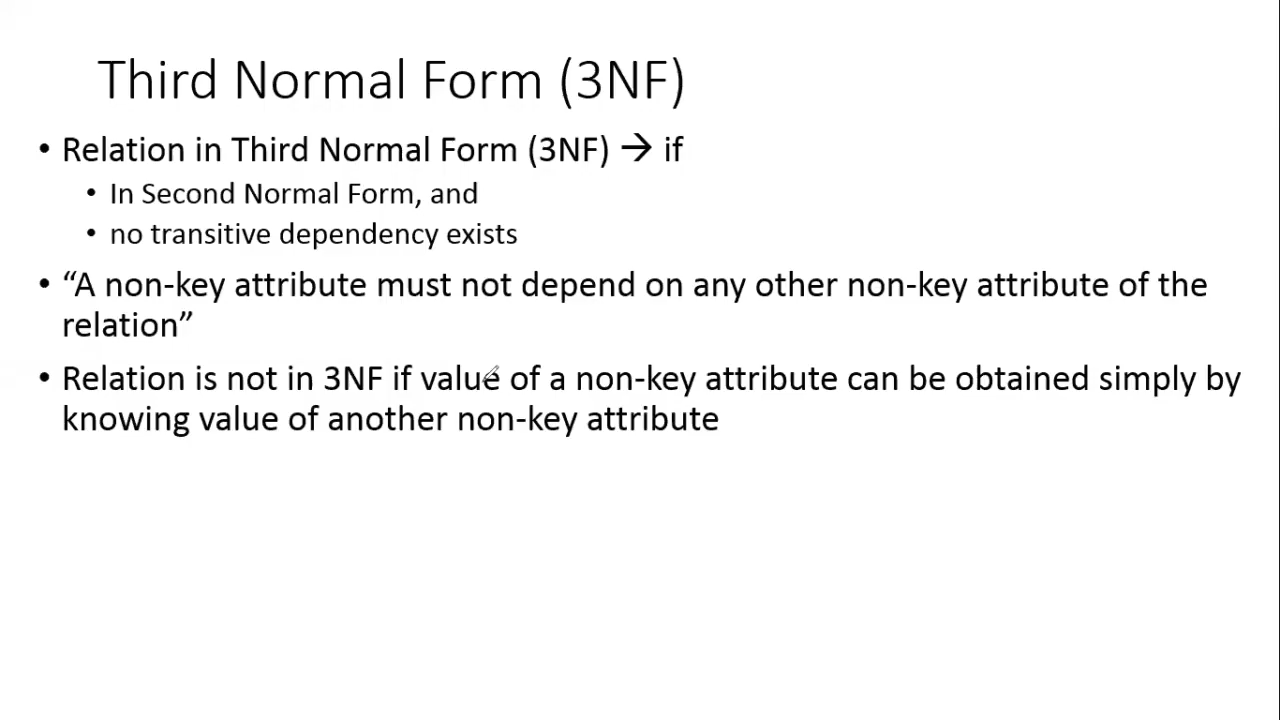 Third Normal Form (3NF)
• Relation in Third Normal Form (3NF) → if
• In Second Normal Form, and
• no transitive dependency exists
• “A non-key attribute must not depend on any other non-key attribute of the
relation”
• Relation is not in 3NF if value of a non-key attribute can be obtained simply by
knowing value of another non-key attribute